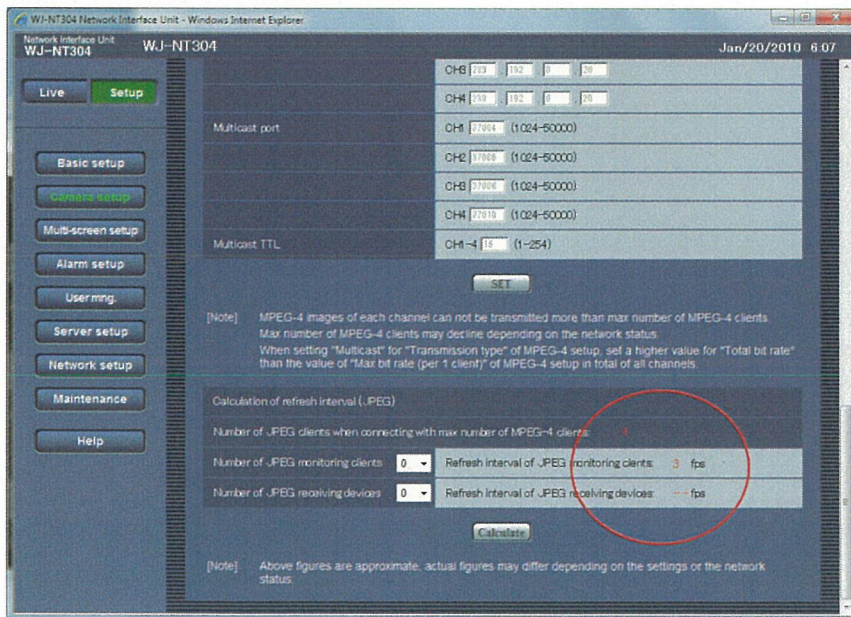 WJ-NT304 Network Interface Unit - Windows Internet Explorer
Network Interface Unit
WJ-NT304
WJ-NT304
Jan/20/2010 6:07
Live
Setup
Basic setup
Camera setup
Multi-screen setup
Alarm setup
User mng.
Server setup
Network setup
Maintenance
Help
CH3 . 192 . 0 . 20
CH4 . 192 . 0 . 20
Multicast port
CH1 (1024-50000)
CH2 (1024-50000)
CH3 (1024-50000)
CH4 (1024-50000)
Multicast TTL
CH1-4 16 (1-254)
SET
[Note] MPEG-4 images of each channel can not be transmitted more than max number of MPEG-4 clients.
Max number of MPEG-4 clients may decline depending on the network status.
When setting "Multicast" for "Transmission type" of MPEG-4 setup, set a higher value for "Total bit rate"
than the value of "Max bit rate (per 1 client)" of MPEG-4 setup in total of all channels.
Calculation of refresh interval (JPEG)
Number of JPEG clients when connecting with max number of MPEG-4 clients:
Number of JPEG monitoring clients 0 Refresh interval of JPEG monitoring clients: 3 fps
Number of JPEG receiving devices 0 Refresh interval of JPEG receiving devices: -- fps
Calculate
[Note] Above figures are approximate, actual figures may differ depending on the settings or the network
status.